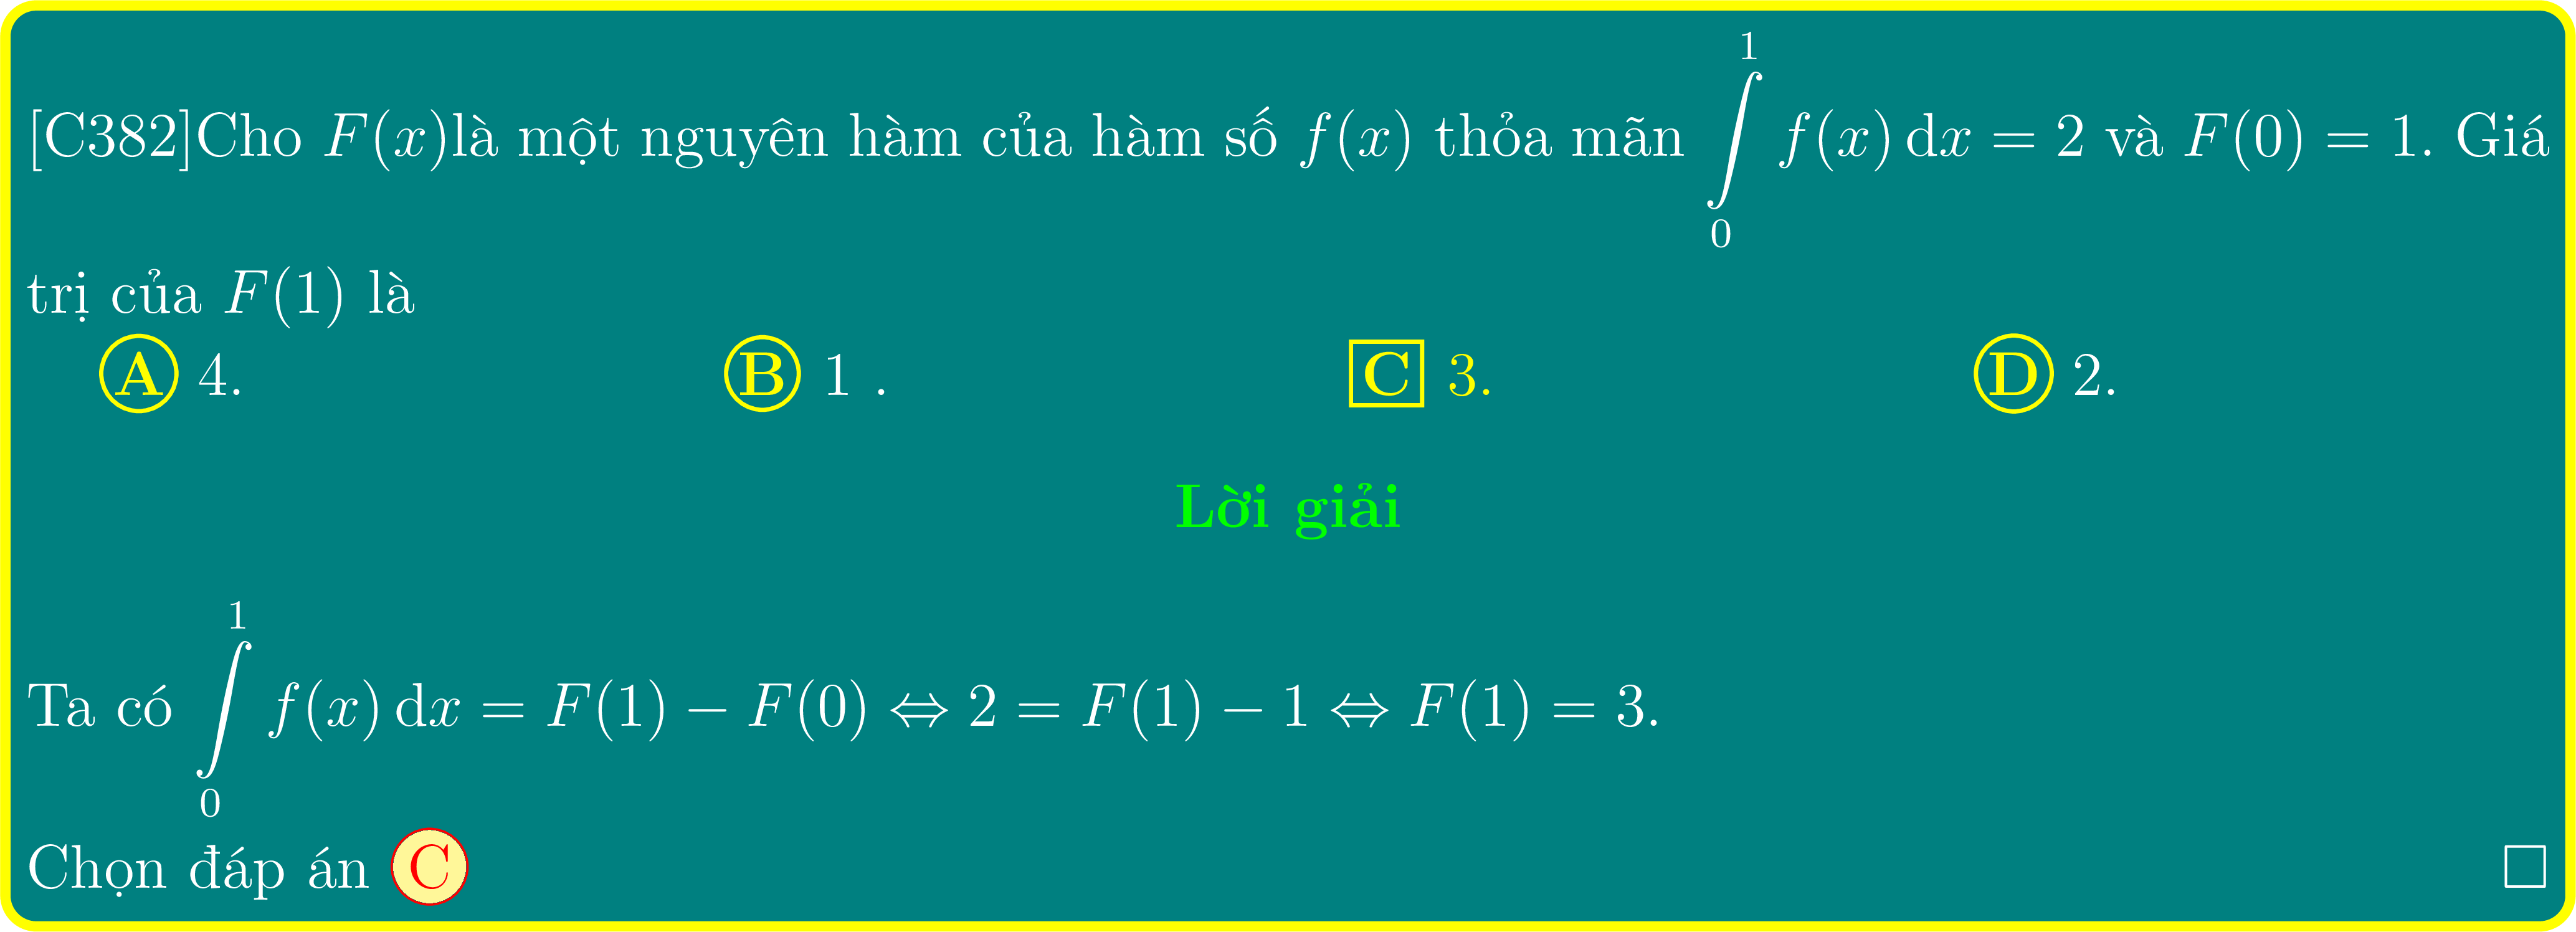 [C382]Cho F(x)là một nguyên hàm của hàm số f(x) thỏa mãn ∫₀¹ f(x) dx = 2 và F(0) = 1. Giá
trị của F(1) là
A 4. B 1 . C 3. D 2.
Lời giải
Ta có ∫₀¹ f(x) dx = F(1) − F(0) ⇔ 2 = F(1) − 1 ⇔ F(1) = 3.
Chọn đáp án C □